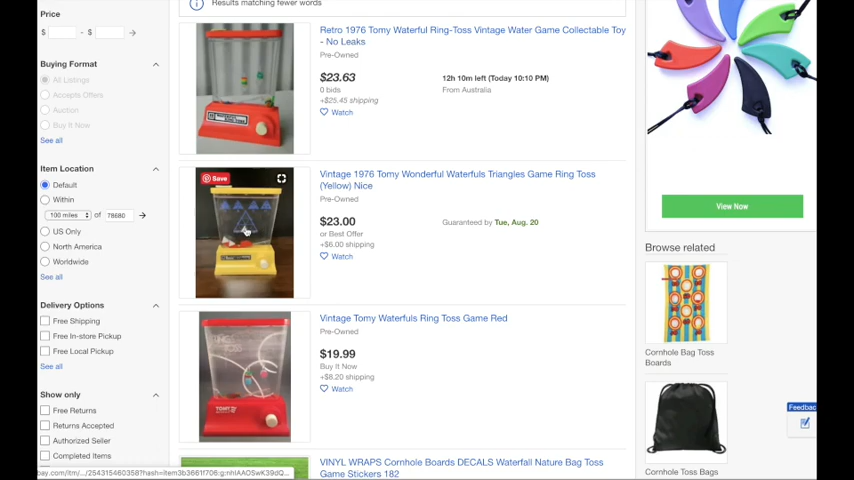 Results matching fewer words
Price
$ - $
Buying Format
All Listings
Accepts Offers
Auction
Buy It Now
See all
Item Location
Default
Within
100 miles of 78680
US Only
North America
Worldwide
See all
Delivery Options
Free Shipping
Free In-store Pickup
Free Local Pickup
See all
Show only
Free Returns
Returns Accepted
Authorized Seller
Completed Items
Retro 1976 Tomy Waterful Ring-Toss Vintage Water Game Collectable Toy
- No Leaks
Pre-Owned
$23.63
12h 10m left (Today 10:10 PM)
0 bids
From Australia
+$25.45 shipping
Watch
Save
Vintage 1976 Tomy Wonderful Waterfuls Triangles Game Ring Toss
(Yellow) Nice
Pre-Owned
$23.00
Guaranteed by Tue, Aug. 20
or Best Offer
+$6.00 shipping
Watch
RING TOSS
TOMY
Vintage Tomy Waterfuls Ring Toss Game Red
Pre-Owned
$19.99
Buy It Now
+$8.20 shipping
Watch
VINYL WRAPS Cornhole Boards DECALS Waterfall Nature Bag Toss
Game Stickers 182
View Now
Browse related
Cornhole Bag Toss
Boards
Cornhole Toss Bags
Feedback